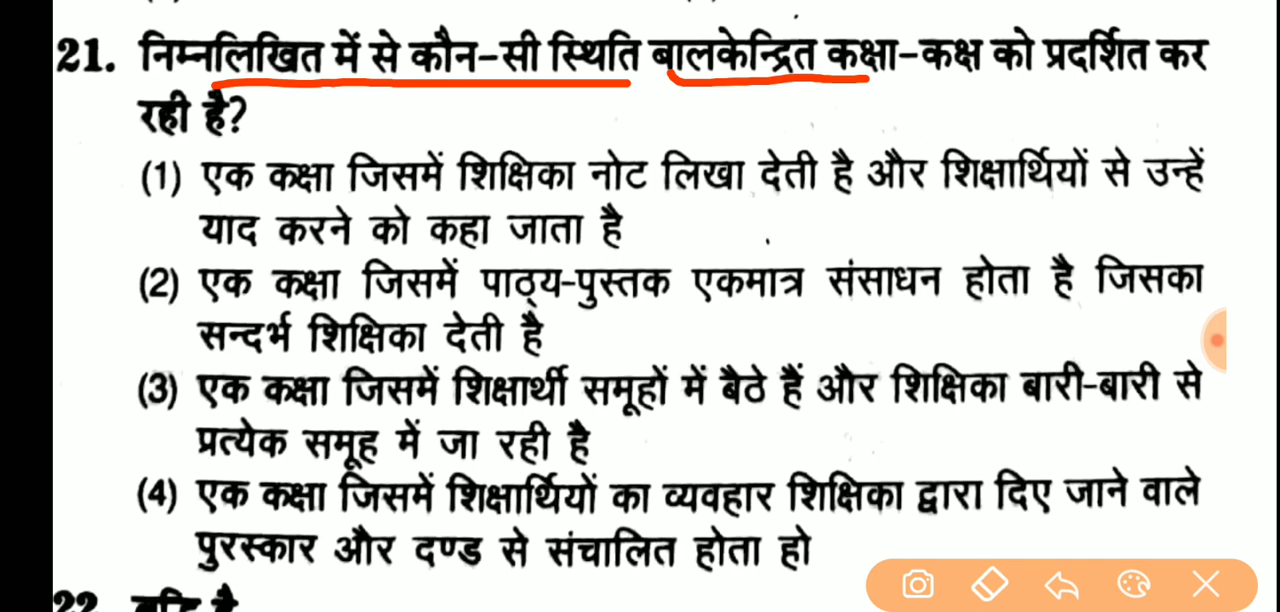 21. निम्नलिखित में से कौन-सी स्थिति बालकेन्द्रित कक्षा-कक्ष को प्रदर्शित कर
रही है?
(1) एक कक्षा जिसमें शिक्षिका नोट लिखा देती है और शिक्षार्थियों से उन्हें
याद करने को कहा जाता है
(2) एक कक्षा जिसमें पाठ्य-पुस्तक एकमात्र संसाधन होता है जिसका
सन्दर्भ शिक्षिका देती है
(3) एक कक्षा जिसमें शिक्षार्थी समूहों में बैठे हैं और शिक्षिका बारी-बारी से
प्रत्येक समूह में जा रही है
(4) एक कक्षा जिसमें शिक्षार्थियों का व्यवहार शिक्षिका द्वारा दिए जाने वाले
पुरस्कार और दण्ड से संचालित होता हो
22. बुद्धि है